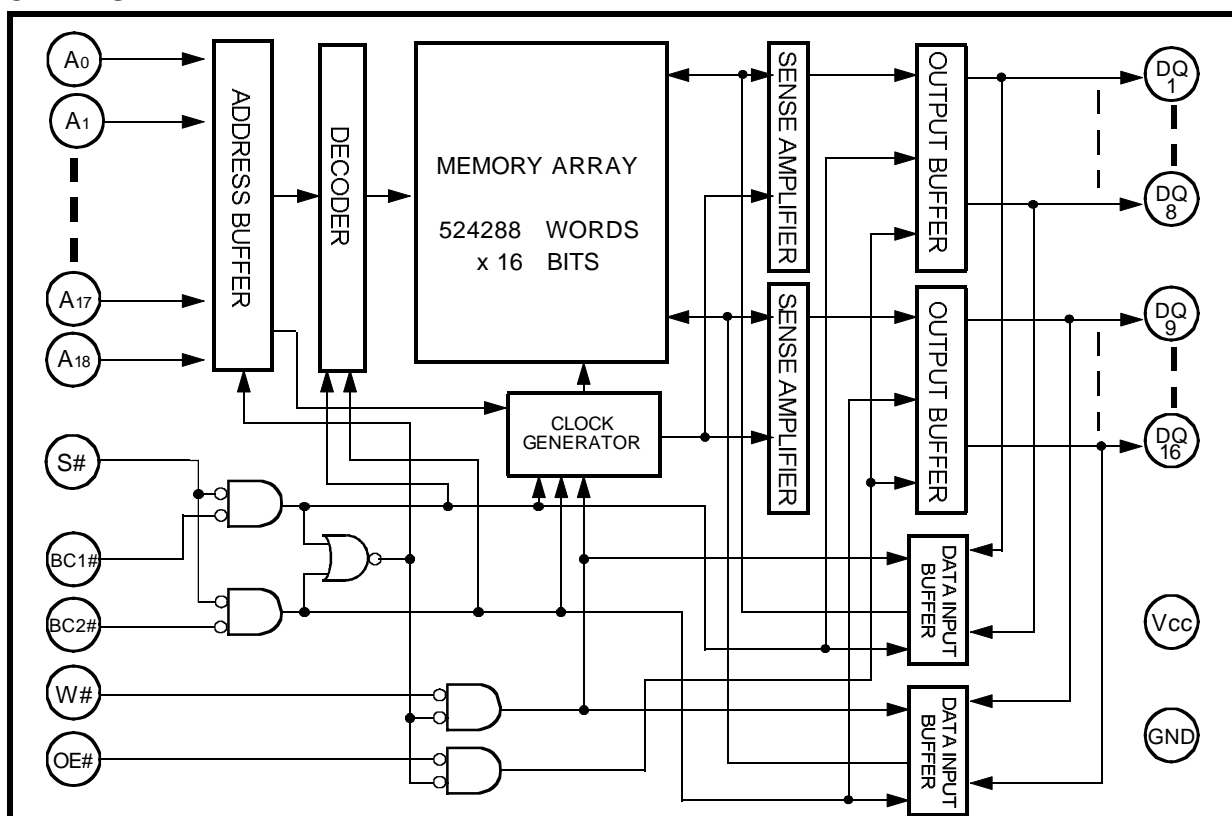 A0
A1
A17
A18
S#
BC1#
BC2#
W#
OE#
ADDRESS BUFFER
DECODER
MEMORY ARRAY
524288 WORDS
x 16 BITS
CLOCK
GENERATOR
SENSE AMPLIFIER
SENSE AMPLIFIER
OUTPUT BUFFER
OUTPUT BUFFER
DATA INPUT
BUFFER
DATA INPUT
BUFFER
DQ
1
DQ
8
DQ
9
DQ
16
Vcc
GND